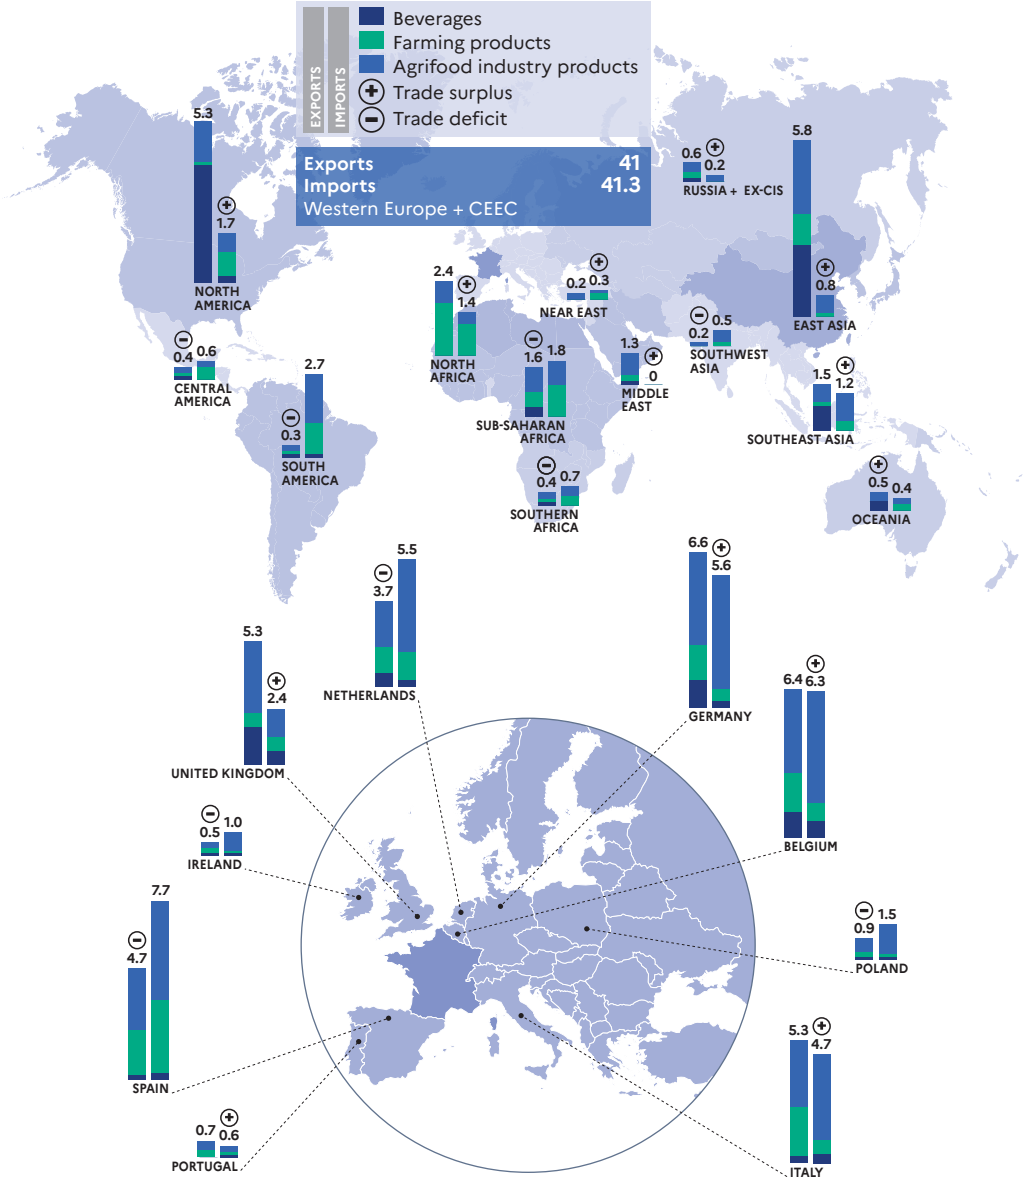 EXPORTS
IMPORTS
Beverages
Farming products
Agrifood industry products
+ Trade surplus
− Trade deficit
Exports 41
Imports 41.3
Western Europe + CEEC
5.3
+
1.7
NORTH
AMERICA
0.6
+
0.2
RUSSIA + EX-CIS
5.8
+
0.8
EAST ASIA
2.4
+
1.4
NORTH
AFRICA
0.2
+
0.3
NEAR EAST
−
0.2
0.5
SOUTHWEST
ASIA
−
0.4
0.6
CENTRAL
AMERICA
2.7
−
0.3
SOUTH
AMERICA
−
1.6
1.8
SUB-SAHARAN
AFRICA
1.3
+
0
MIDDLE
EAST
1.5
+
1.2
SOUTHEAST ASIA
−
0.4
0.7
SOUTHERN
AFRICA
+
0.5
0.4
OCEANIA
−
3.7
5.5
NETHERLANDS
6.6
+
5.6
GERMANY
5.3
+
2.4
UNITED KINGDOM
6.4
+
6.3
BELGIUM
−
0.5
1.0
IRELAND
−
4.7
7.7
SPAIN
−
0.9
1.5
POLAND
5.3
+
4.7
ITALY
0.7
+
0.6
PORTUGAL